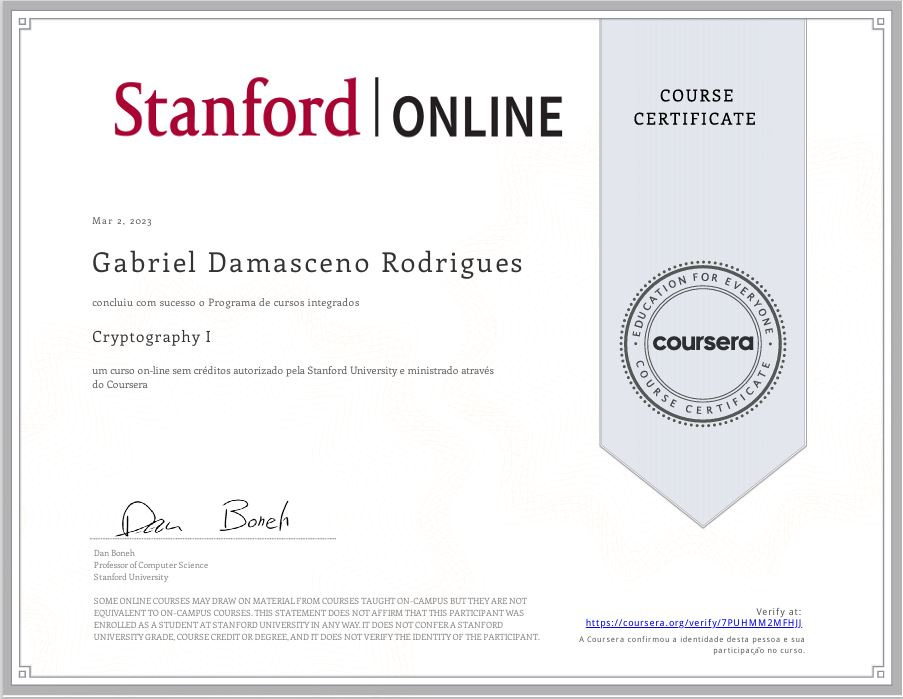 Stanford | ONLINE
COURSE
CERTIFICATE
Mar 2, 2023
Gabriel Damasceno Rodrigues
concluiu com sucesso o Programa de cursos integrados
Cryptography I
um curso on-line sem créditos autorizado pela Stanford University e ministrado através
do Coursera
EDUCATION FOR EVERYONE
coursera
COURSE CERTIFICATE
Dan Boneh
Dan Boneh
Professor of Computer Science
Stanford University
SOME ONLINE COURSES MAY DRAW ON MATERIAL FROM COURSES TAUGHT ON-CAMPUS BUT THEY ARE NOT
EQUIVALENT TO ON-CAMPUS COURSES. THIS STATEMENT DOES NOT AFFIRM THAT THIS PARTICIPANT WAS
ENROLLED AS A STUDENT AT STANFORD UNIVERSITY IN ANY WAY. IT DOES NOT CONFER A STANFORD
UNIVERSITY GRADE, COURSE CREDIT OR DEGREE, AND IT DOES NOT VERIFY THE IDENTITY OF THE PARTICIPANT.
Verify at:
https://coursera.org/verify/7PUHMM2MFHJJ
A Coursera confirmou a identidade desta pessoa e sua
participação no curso.